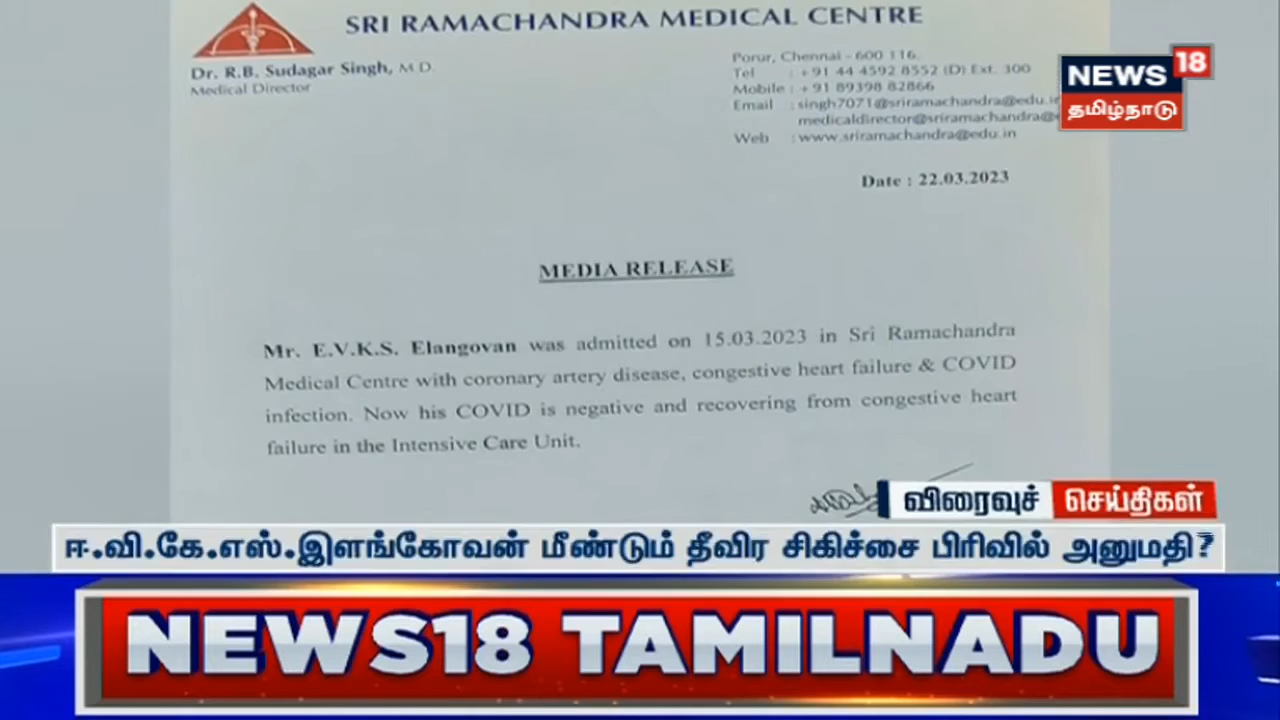 SRI RAMACHANDRA MEDICAL CENTRE
Dr. R.B. Sudagar Singh, M.D.
Medical Director
Porur, Chennai - 600 116.
Tel : +91 44 4592 8552 (D) Ext. 300
Mobile : +91 89398 82866
Email : singh7071@sriramachandra@edu.in
medicaldirector@sriramachandra@
Web : www.sriramachandra@edu.in
NEWS 18
தமிழ்நாடு
Date : 22.03.2023
MEDIA RELEASE
Mr. E.V.K.S. Elangovan was admitted on 15.03.2023 in Sri Ramachandra
Medical Centre with coronary artery disease, congestive heart failure & COVID
infection. Now his COVID is negative and recovering from congestive heart
failure in the Intensive Care Unit.
விரைவுச் செய்திகள்
ஈ.வி.கே.எஸ்.இளங்கோவன் மீண்டும் தீவிர சிகிச்சை பிரிவில் அனுமதி?
NEWS18 TAMILNADU